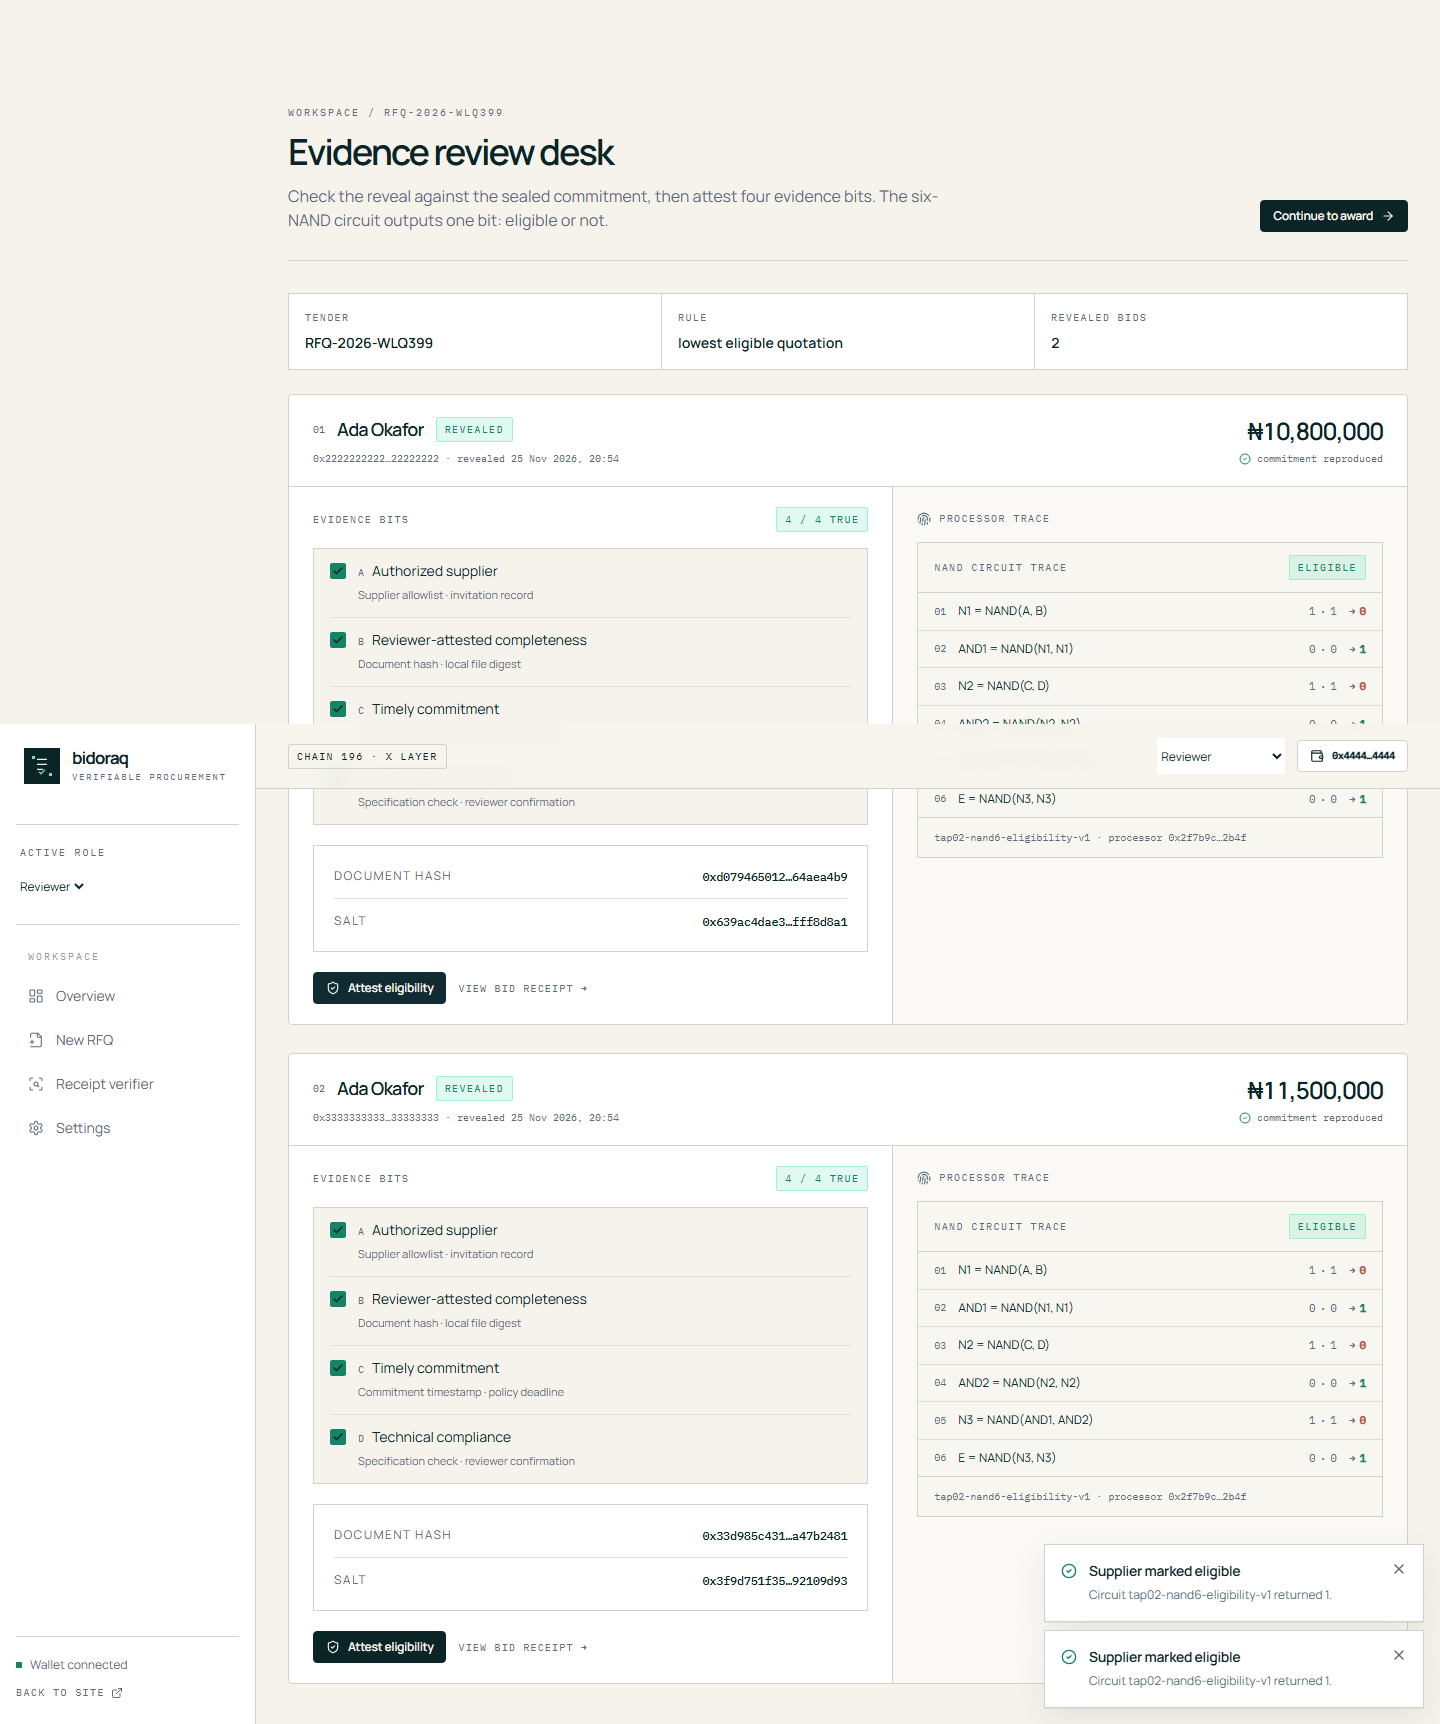 WORKSPACE / RFQ-2026-WLQ399
Evidence review desk
Check the reveal against the sealed commitment, then attest four evidence bits. The six-
NAND circuit outputs one bit: eligible or not.
Continue to award →
TENDER
RFQ-2026-WLQ399
RULE
lowest eligible quotation
REVEALED BIDS
2
01 Ada Okafor REVEALED
0x2222222222…22222222 · revealed 25 Nov 2026, 20:54
₦10,800,000
commitment reproduced
EVIDENCE BITS
4 / 4 TRUE
A Authorized supplier
Supplier allowlist · invitation record
B Reviewer-attested completeness
Document hash · local file digest
C Timely commitment
Specification check · reviewer confirmation
DOCUMENT HASH 0xd079465012…64aea4b9
SALT 0x639ac4dae3…fff8d8a1
Attest eligibility
VIEW BID RECEIPT →
PROCESSOR TRACE
NAND CIRCUIT TRACE ELIGIBLE
01 N1 = NAND(A, B) 1 · 1 → 0
02 AND1 = NAND(N1, N1) 0 · 0 → 1
03 N2 = NAND(C, D) 1 · 1 → 0
04 AND2 = NAND(N2, N2) 0 · 0 → 1
06 E = NAND(N3, N3) 0 · 0 → 1
tap02-nand6-eligibility-v1 · processor 0x2f7b9c…2b4f
bidoraq
VERIFIABLE PROCUREMENT
CHAIN 196 · X LAYER
Reviewer
0x4444…4444
ACTIVE ROLE
Reviewer
WORKSPACE
Overview
New RFQ
Receipt verifier
Settings
02 Ada Okafor REVEALED
0x3333333333…33333333 · revealed 25 Nov 2026, 20:54
₦11,500,000
commitment reproduced
EVIDENCE BITS
4 / 4 TRUE
A Authorized supplier
Supplier allowlist · invitation record
B Reviewer-attested completeness
Document hash · local file digest
C Timely commitment
Commitment timestamp · policy deadline
D Technical compliance
Specification check · reviewer confirmation
DOCUMENT HASH 0x33d985c431…a47b2481
SALT 0x3f9d751f35…92109d93
Attest eligibility
VIEW BID RECEIPT →
PROCESSOR TRACE
NAND CIRCUIT TRACE ELIGIBLE
01 N1 = NAND(A, B) 1 · 1 → 0
02 AND1 = NAND(N1, N1) 0 · 0 → 1
03 N2 = NAND(C, D) 1 · 1 → 0
04 AND2 = NAND(N2, N2) 0 · 0 → 1
05 N3 = NAND(AND1, AND2) 1 · 1 → 0
06 E = NAND(N3, N3) 0 · 0 → 1
tap02-nand6-eligibility-v1 · processor 0x2f7b9c…2b4f
Supplier marked eligible
Circuit tap02-nand6-eligibility-v1 returned 1.
Supplier marked eligible
Circuit tap02-nand6-eligibility-v1 returned 1.
Wallet connected
BACK TO SITE